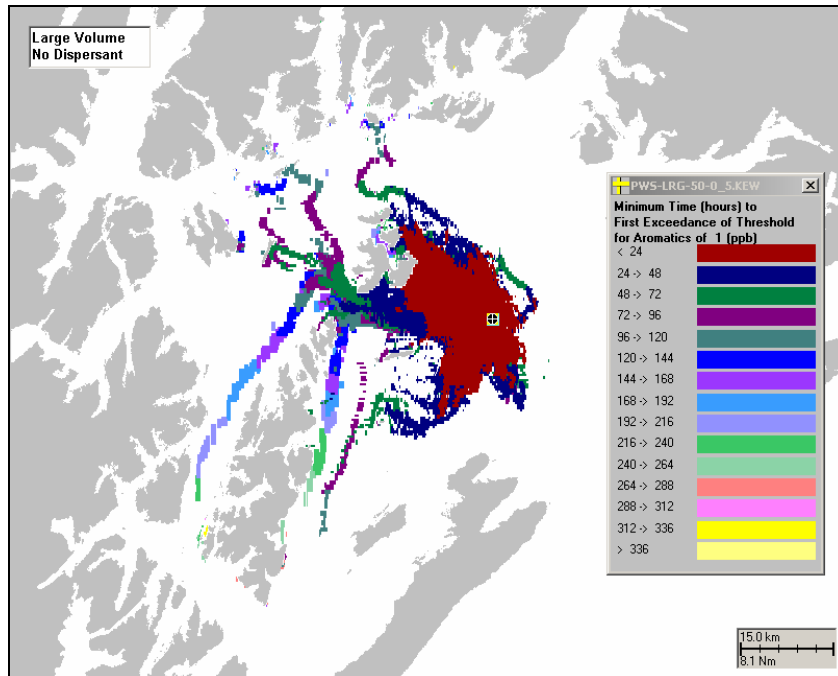 Large Volume
No Dispersant
PWS-LRG-50-0_5.KEW
Minimum Time (hours) to
First Exceedance of Threshold
for Aromatics of 1 (ppb)
< 24
24 -> 48
48 -> 72
72 -> 96
96 -> 120
120 -> 144
144 -> 168
168 -> 192
192 -> 216
216 -> 240
240 -> 264
264 -> 288
288 -> 312
312 -> 336
> 336
15.0 km
8.1 Nm